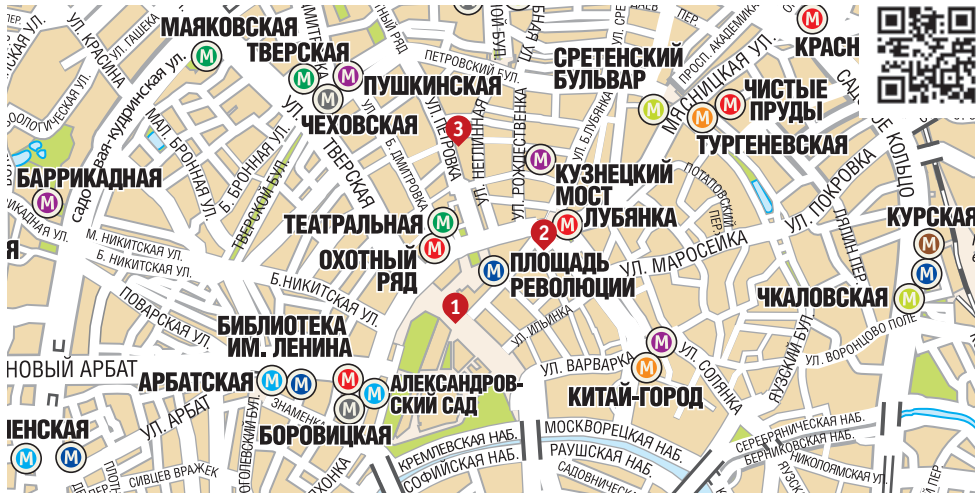 МАЯКОВСКАЯ
ТВЕРСКАЯ
ПУШКИНСКАЯ
ЧЕХОВСКАЯ
ПЕТРОВСКИЙ БУЛ.
СРЕТЕНСКИЙ
БУЛЬВАР
МЯСНИЦКАЯ УЛ.
КРАСН
ЧИСТЫЕ
ПРУДЫ
ТУРГЕНЕВСКАЯ
УЛ. КРАСИНА
УЛ. ГАШЕКА
САДОВАЯ-КУДРИНСКАЯ УЛ.
МАЛ. БРОННАЯ УЛ.
Б. БРОННАЯ УЛ.
ТВЕРСКОЙ БУЛ.
ТВЕРСКАЯ
Б. ДМИТРОВКА
УЛ. ПЕТРОВКА
УЛ. НЕГЛИННАЯ
УЛ. РОЖДЕСТВЕНКА
УЛ. Б.ЛУБЯНКА
3
БАРРИКАДНАЯ
КУЗНЕЦКИЙ
МОСТ
ЛУБЯНКА
ПОТАПОВСКИЙ
ПЕР.
УЛ. ПОКРОВКА
ЛЯЛИН ПЕР.
КУРСКАЯ
ТЕАТРАЛЬНАЯ
ОХОТНЫЙ
РЯД
2
ПЛОЩАДЬ
РЕВОЛЮЦИИ
УЛ. МАРОСЕЙКА
ЧКАЛОВСКАЯ
М. НИКИТСКАЯ УЛ.
Б. НИКИТСКАЯ УЛ.
Б.НИКИТСКАЯ УЛ.
ПОВАРСКАЯ УЛ.
1
УЛ. ИЛЬИНКА
УЛ. ВАРВАРКА
УЛ. СОЛЯНКА
ЯУЗСКИЙ БУЛ.
УЛ. ВОРОНЦОВО ПОЛЕ
БИБЛИОТЕКА
ИМ. ЛЕНИНА
НОВЫЙ АРБАТ
АРБАТСКАЯ
АЛЕКСАНДРОВ-
СКИЙ САД
КИТАЙ-ГОРОД
БОРОВИЦКАЯ
УЛ. АРБАТ
ЗНАМЕНКА
СИВЦЕВ ВРАЖЕК
КРЕМЛЕВСКАЯ НАБ.
СОФИЙСКАЯ НАБ.
МОСКВОРЕЦКАЯ НАБ.
РАУШСКАЯ НАБ.
СЕРЕБРЯНИЧЕСКАЯ НАБ.
БЕРНИКОВСКАЯ НАБ.
НИКОЛОЯМСКАЯ УЛ.